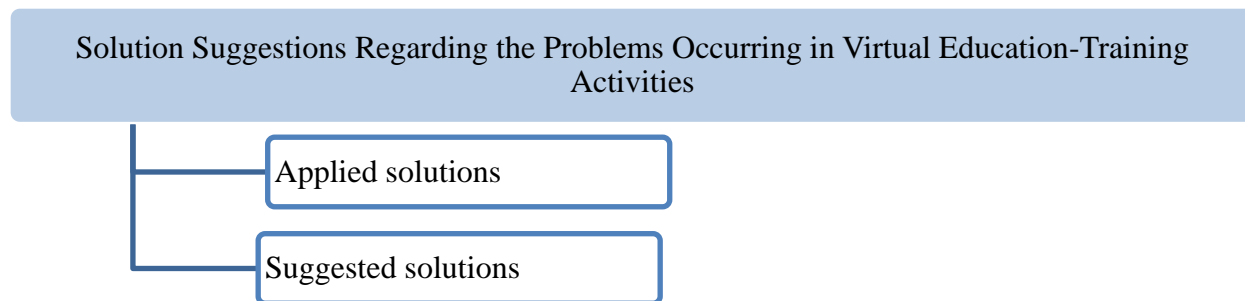 Solution Suggestions Regarding the Problems Occurring in Virtual Education-Training
Activities
Applied solutions
Suggested solutions